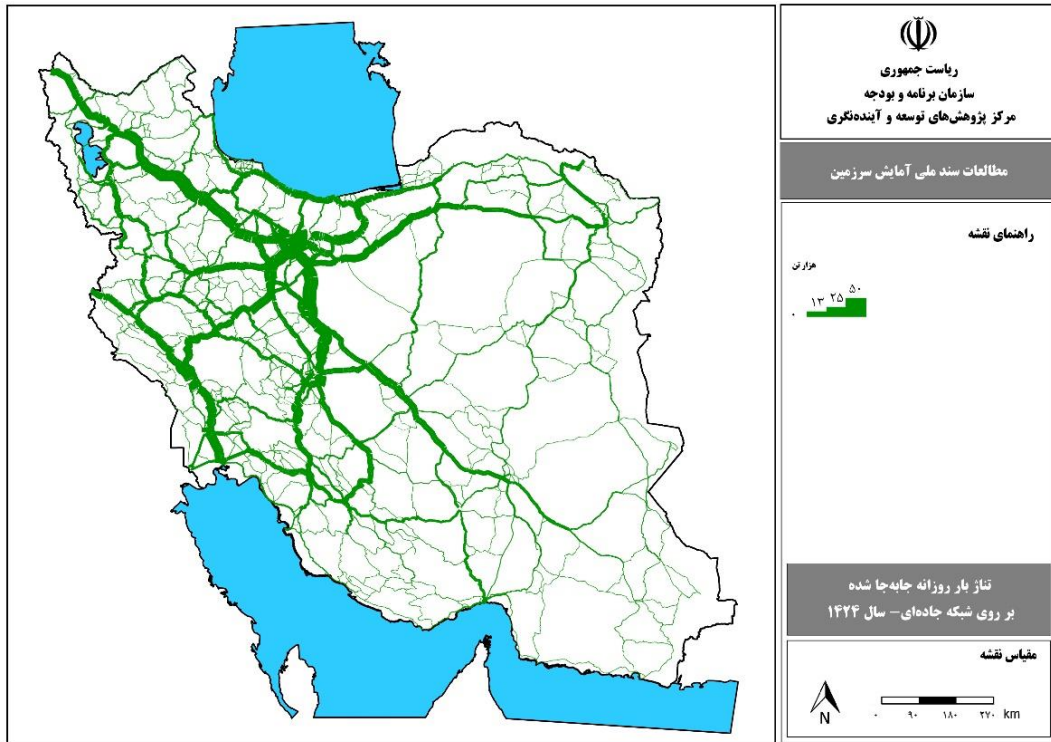 ریاست جمهوری
سازمان برنامه و بودجه
مرکز پژوهش‌های توسعه و آینده‌نگری
مطالعات سند ملی آمایش سرزمین
راهنمای نقشه
هزار تن
۰ ۱۳ ۲۵ ۵۰
تناژ بار روزانه جابه‌جا شده
بر روی شبکه جاده‌ای- سال ۱۴۲۴
مقیاس نقشه
N
۰ ۹۰ ۱۸۰ ۲۷۰ km